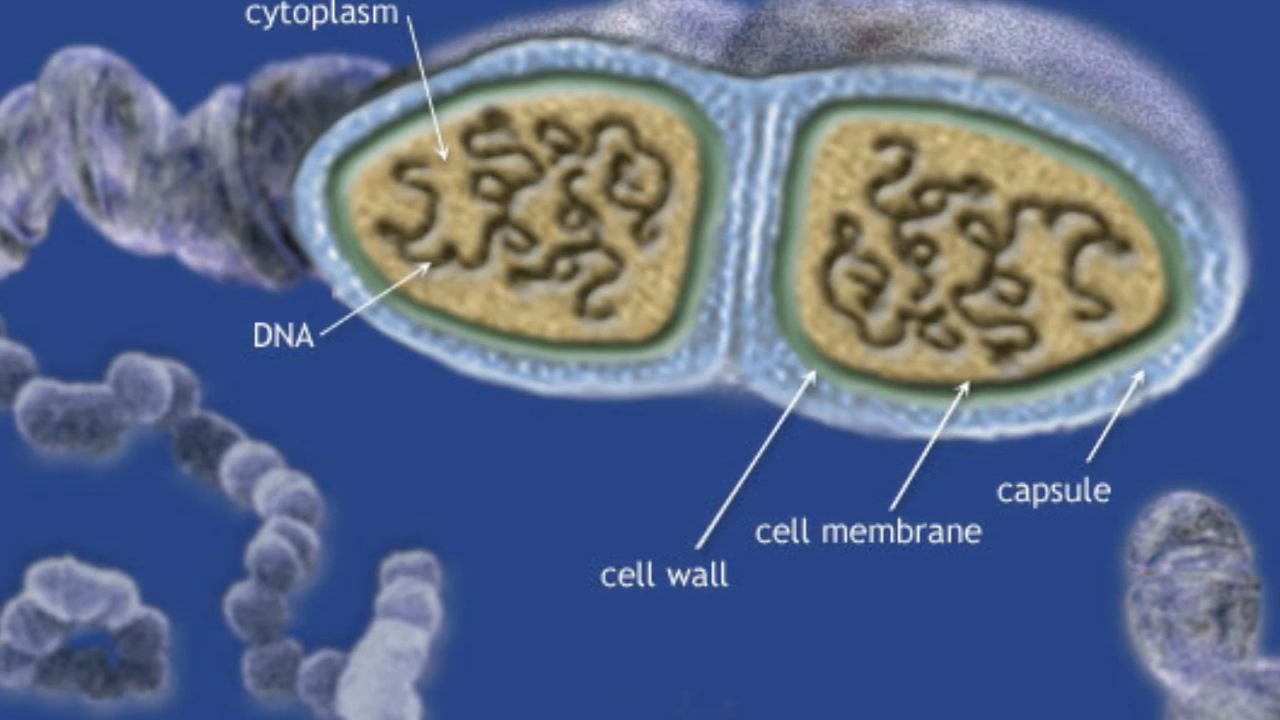 cytoplasm
DNA
capsule
cell membrane
cell wall